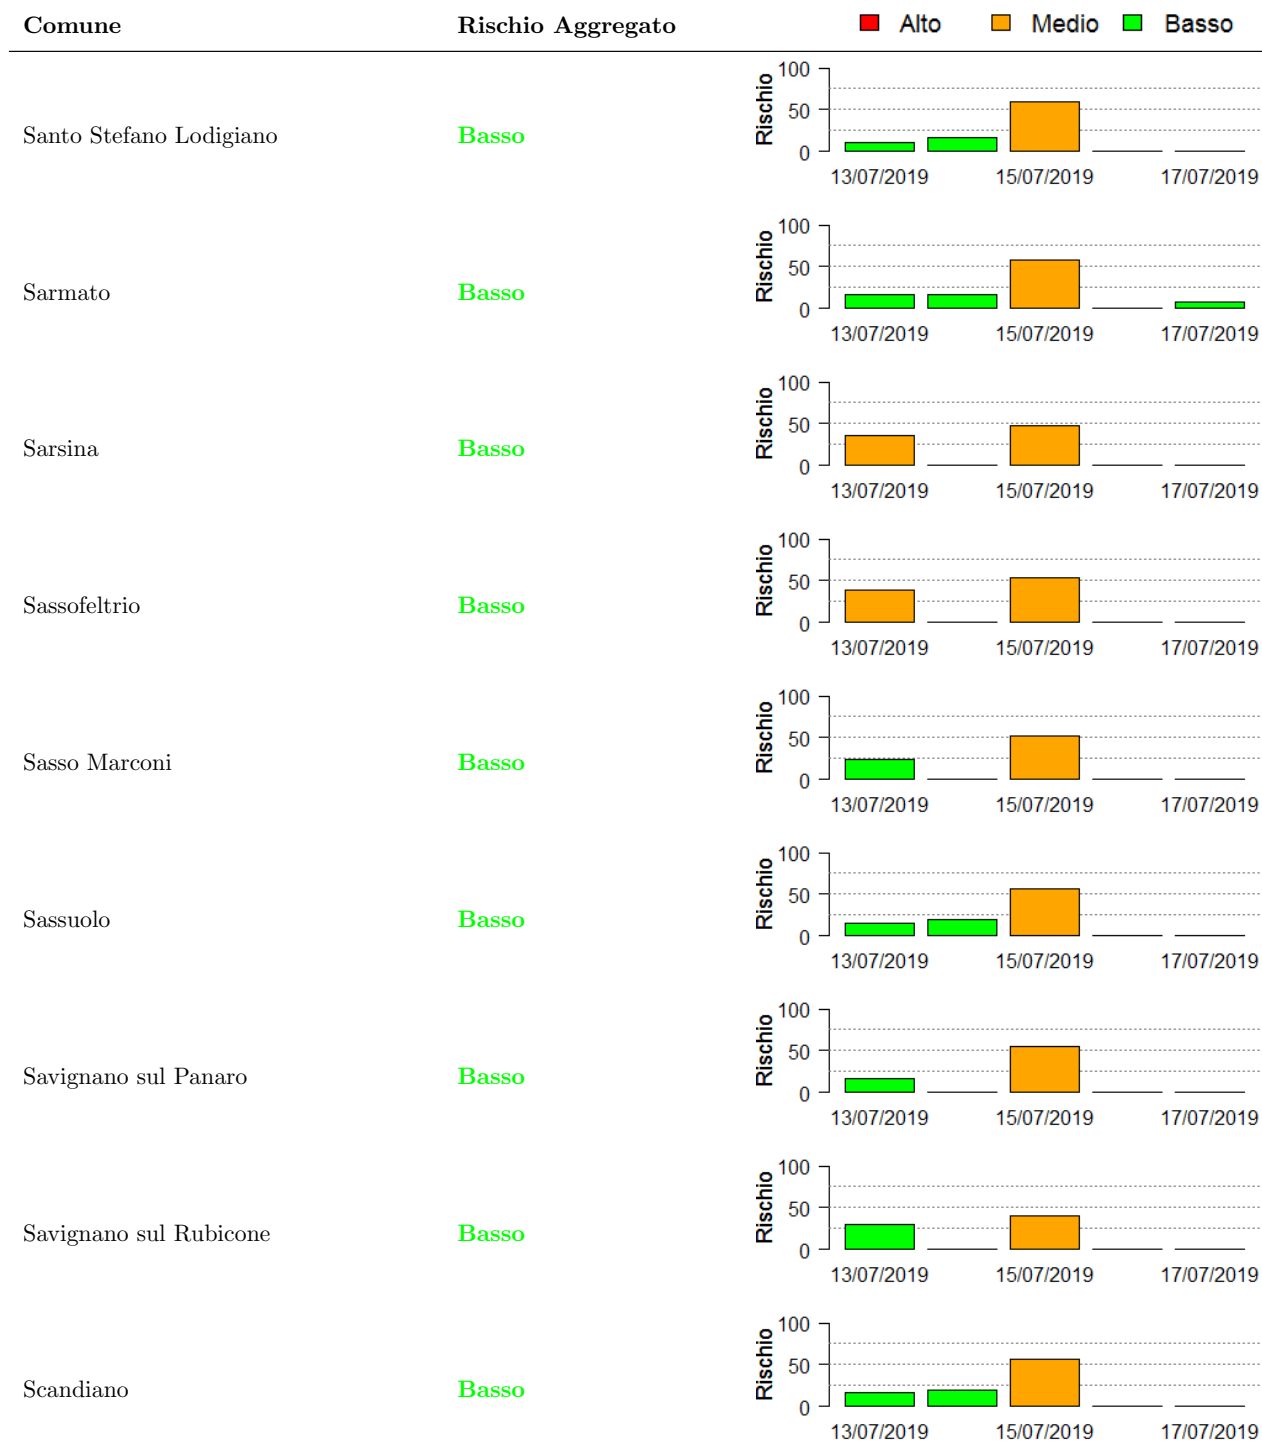 Comune Rischio Aggregato Alto Medio Basso
100
50
0
Rischio
Santo Stefano Lodigiano Basso
13/07/2019 15/07/2019 17/07/2019
100
50
0
Rischio
Sarmato Basso
13/07/2019 15/07/2019 17/07/2019
100
50
0
Rischio
Sarsina Basso
13/07/2019 15/07/2019 17/07/2019
100
50
0
Rischio
Sassofeltrio Basso
13/07/2019 15/07/2019 17/07/2019
100
50
0
Rischio
Sasso Marconi Basso
13/07/2019 15/07/2019 17/07/2019
100
50
0
Rischio
Sassuolo Basso
13/07/2019 15/07/2019 17/07/2019
100
50
0
Rischio
Savignano sul Panaro Basso
13/07/2019 15/07/2019 17/07/2019
100
50
0
Rischio
Savignano sul Rubicone Basso
13/07/2019 15/07/2019 17/07/2019
100
50
0
Rischio
Scandiano Basso
13/07/2019 15/07/2019 17/07/2019